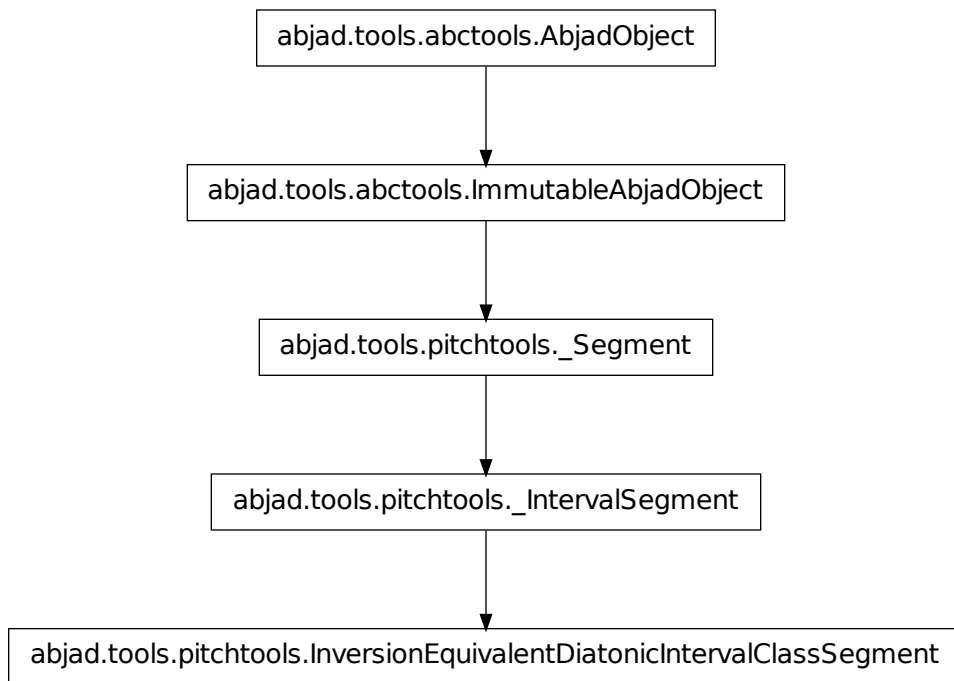 abjad.tools.abctools.AbjadObject
abjad.tools.abctools.ImmutableAbjadObject
abjad.tools.pitchtools._Segment
abjad.tools.pitchtools._IntervalSegment
abjad.tools.pitchtools.InversionEquivalentDiatonicIntervalClassSegment